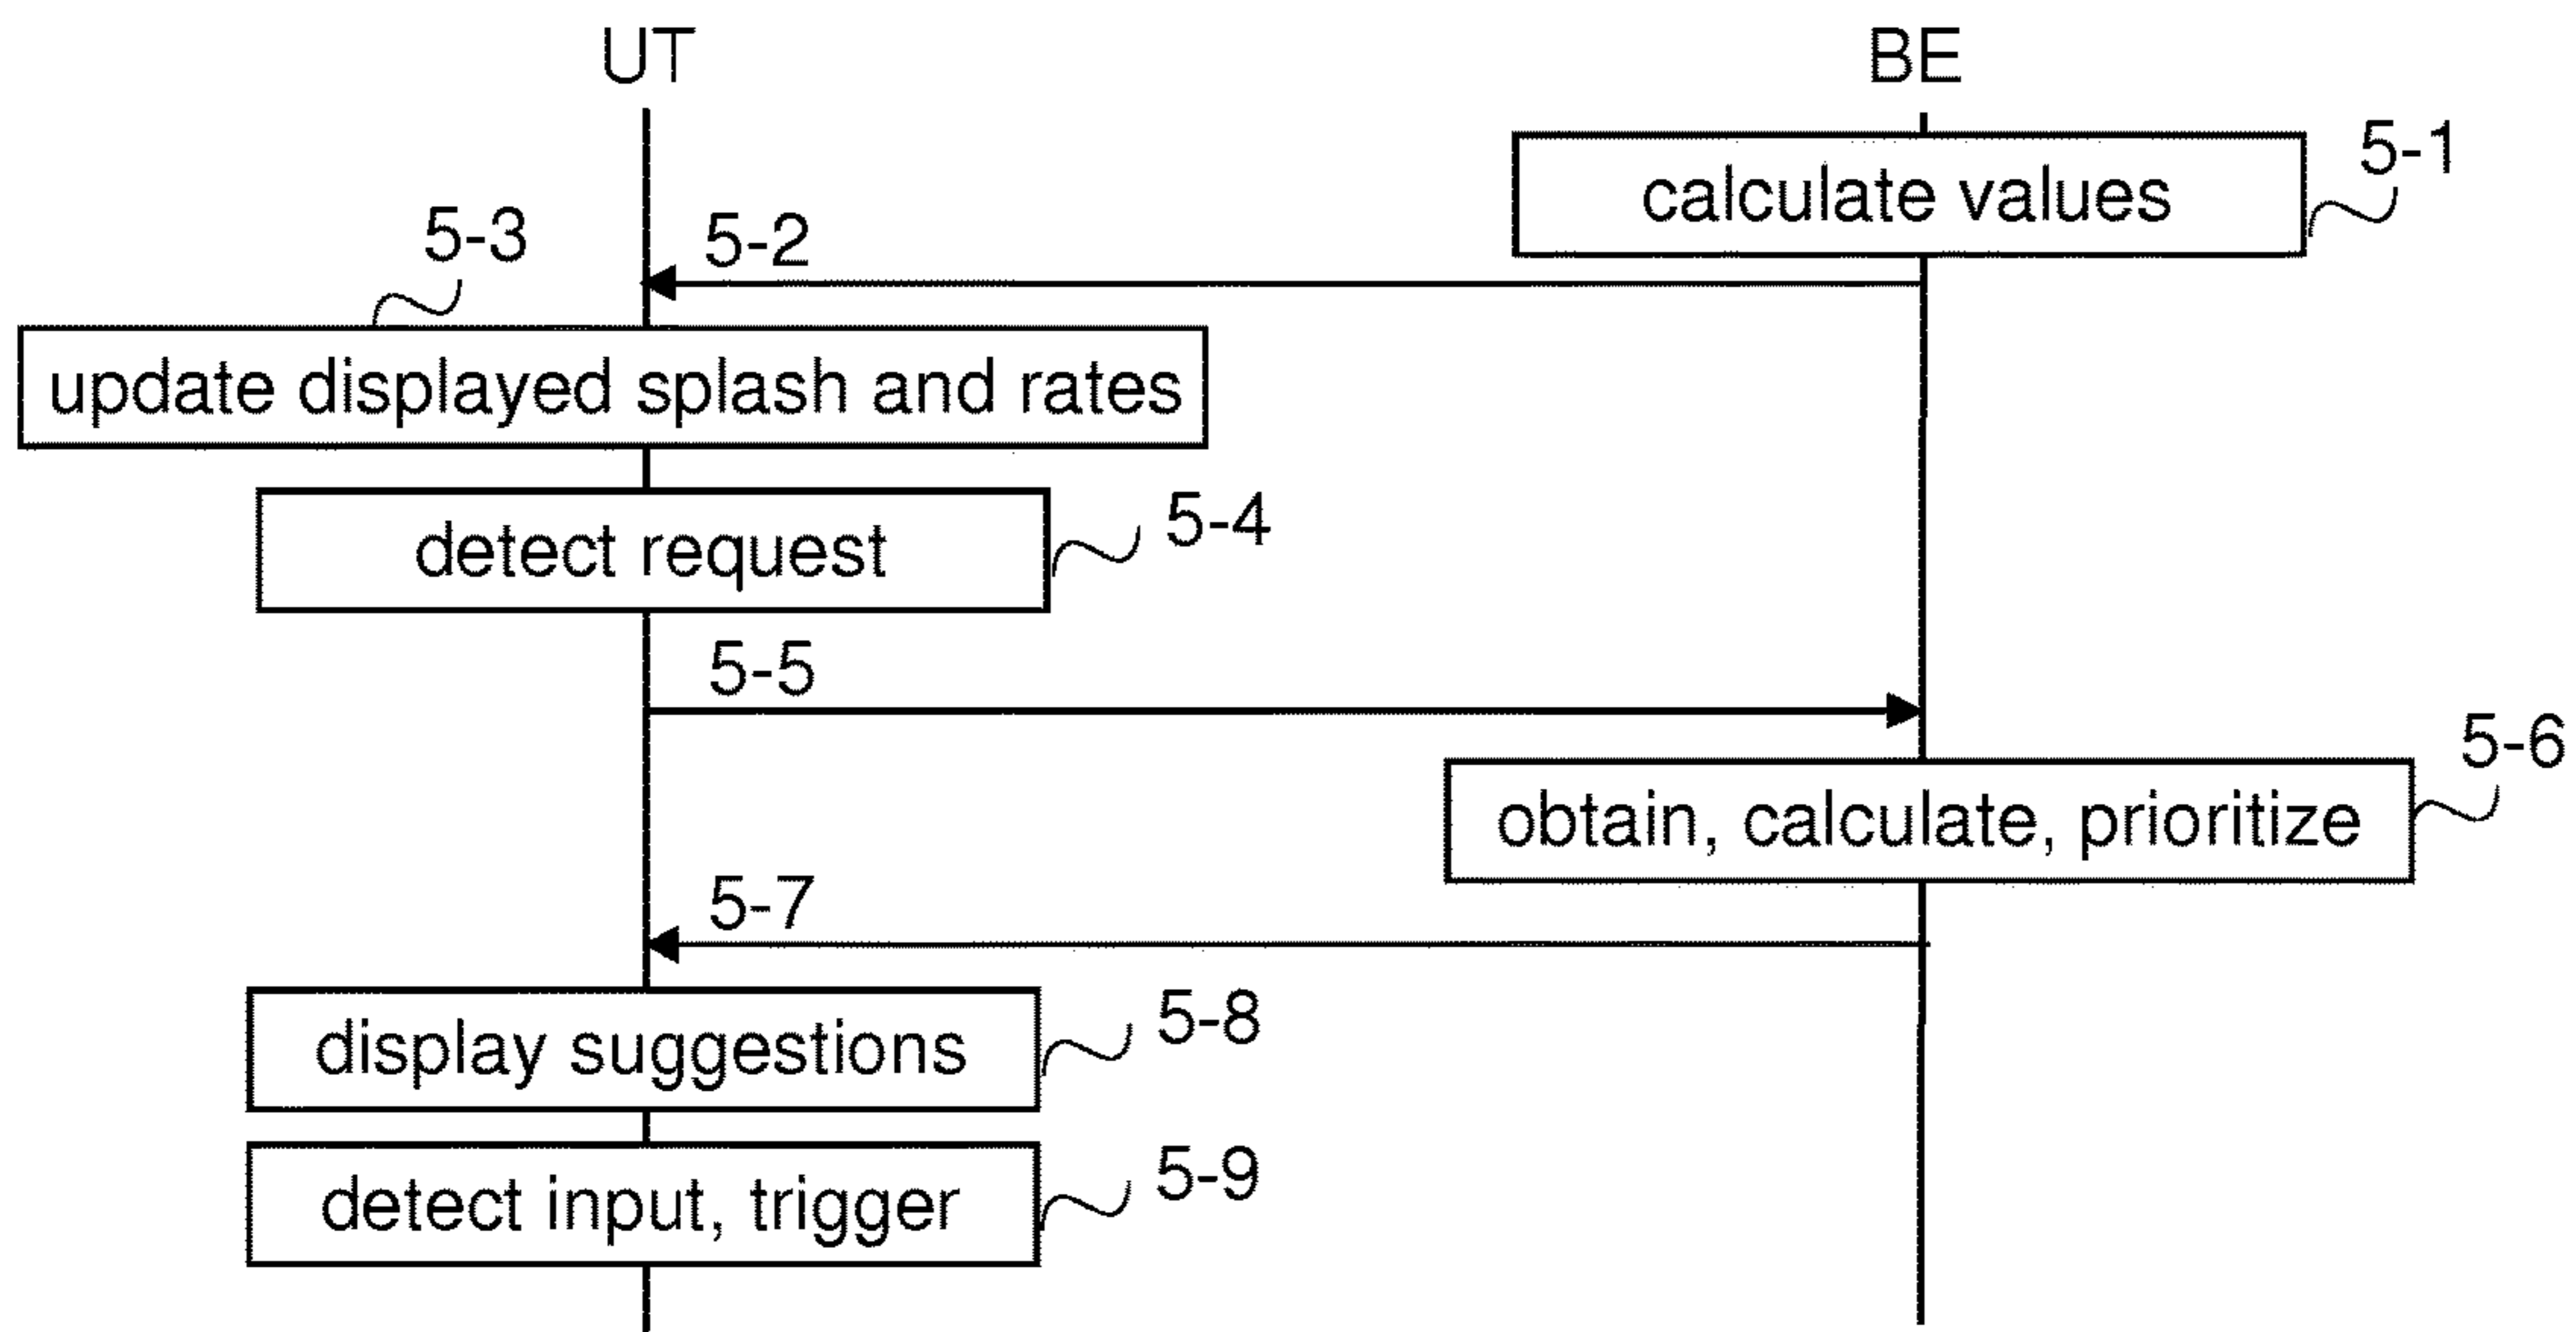 UT
BE
calculate values
5-1
5-2
5-3
update displayed splash and rates
detect request
5-4
5-5
5-6
obtain, calculate, prioritize
5-7
display suggestions
5-8
detect input, trigger
5-9